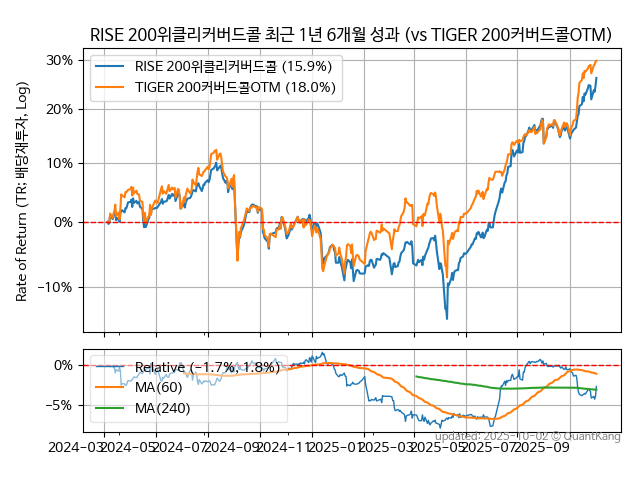 RISE 200위클리커버드콜 최근 1년 6개월 성과 (vs TIGER 200커버드콜OTM)
Rate of Return (TR: 배당재투자, Log)
30%
20%
10%
0%
−10%
RISE 200위클리커버드콜 (15.9%)
TIGER 200커버드콜OTM (18.0%)
0%
−5%
Relative (−1.7%, 1.8%)
MA(60)
MA(240)
updated: 2025-10-02 © QuantKang
2024-03 2024-05 2024-07 2024-09 2024-11 2025-01 2025-03 2025-05 2025-07 2025-09